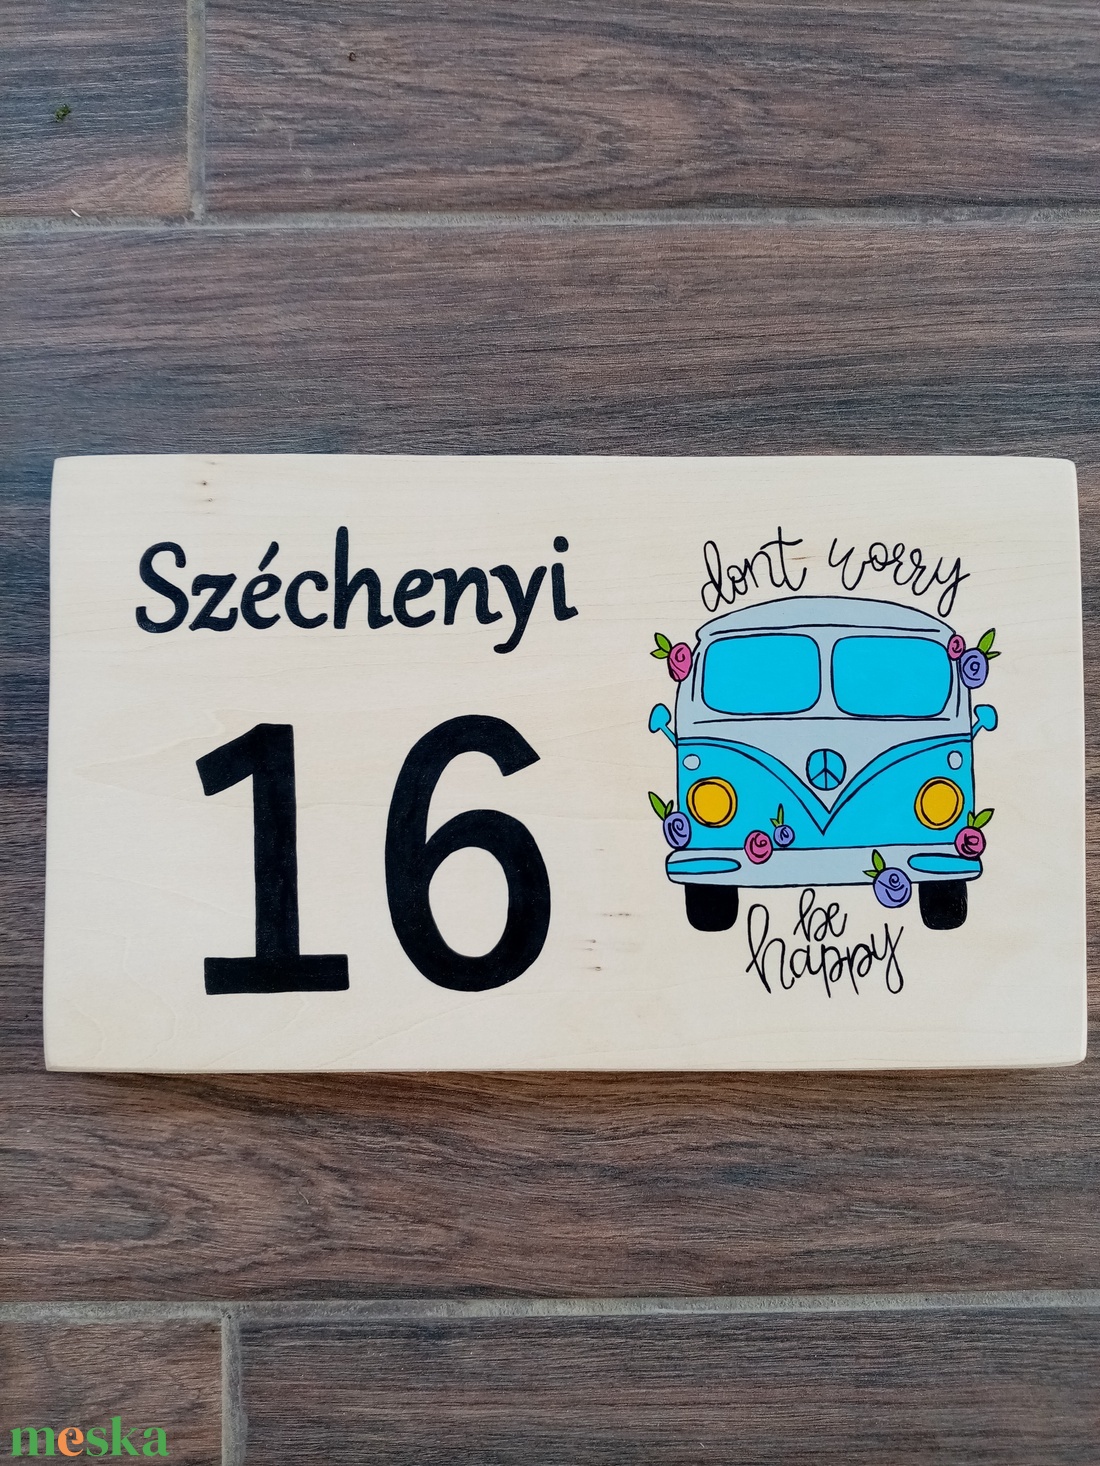 Széchenyi
16
dont worry
be
happy
meska